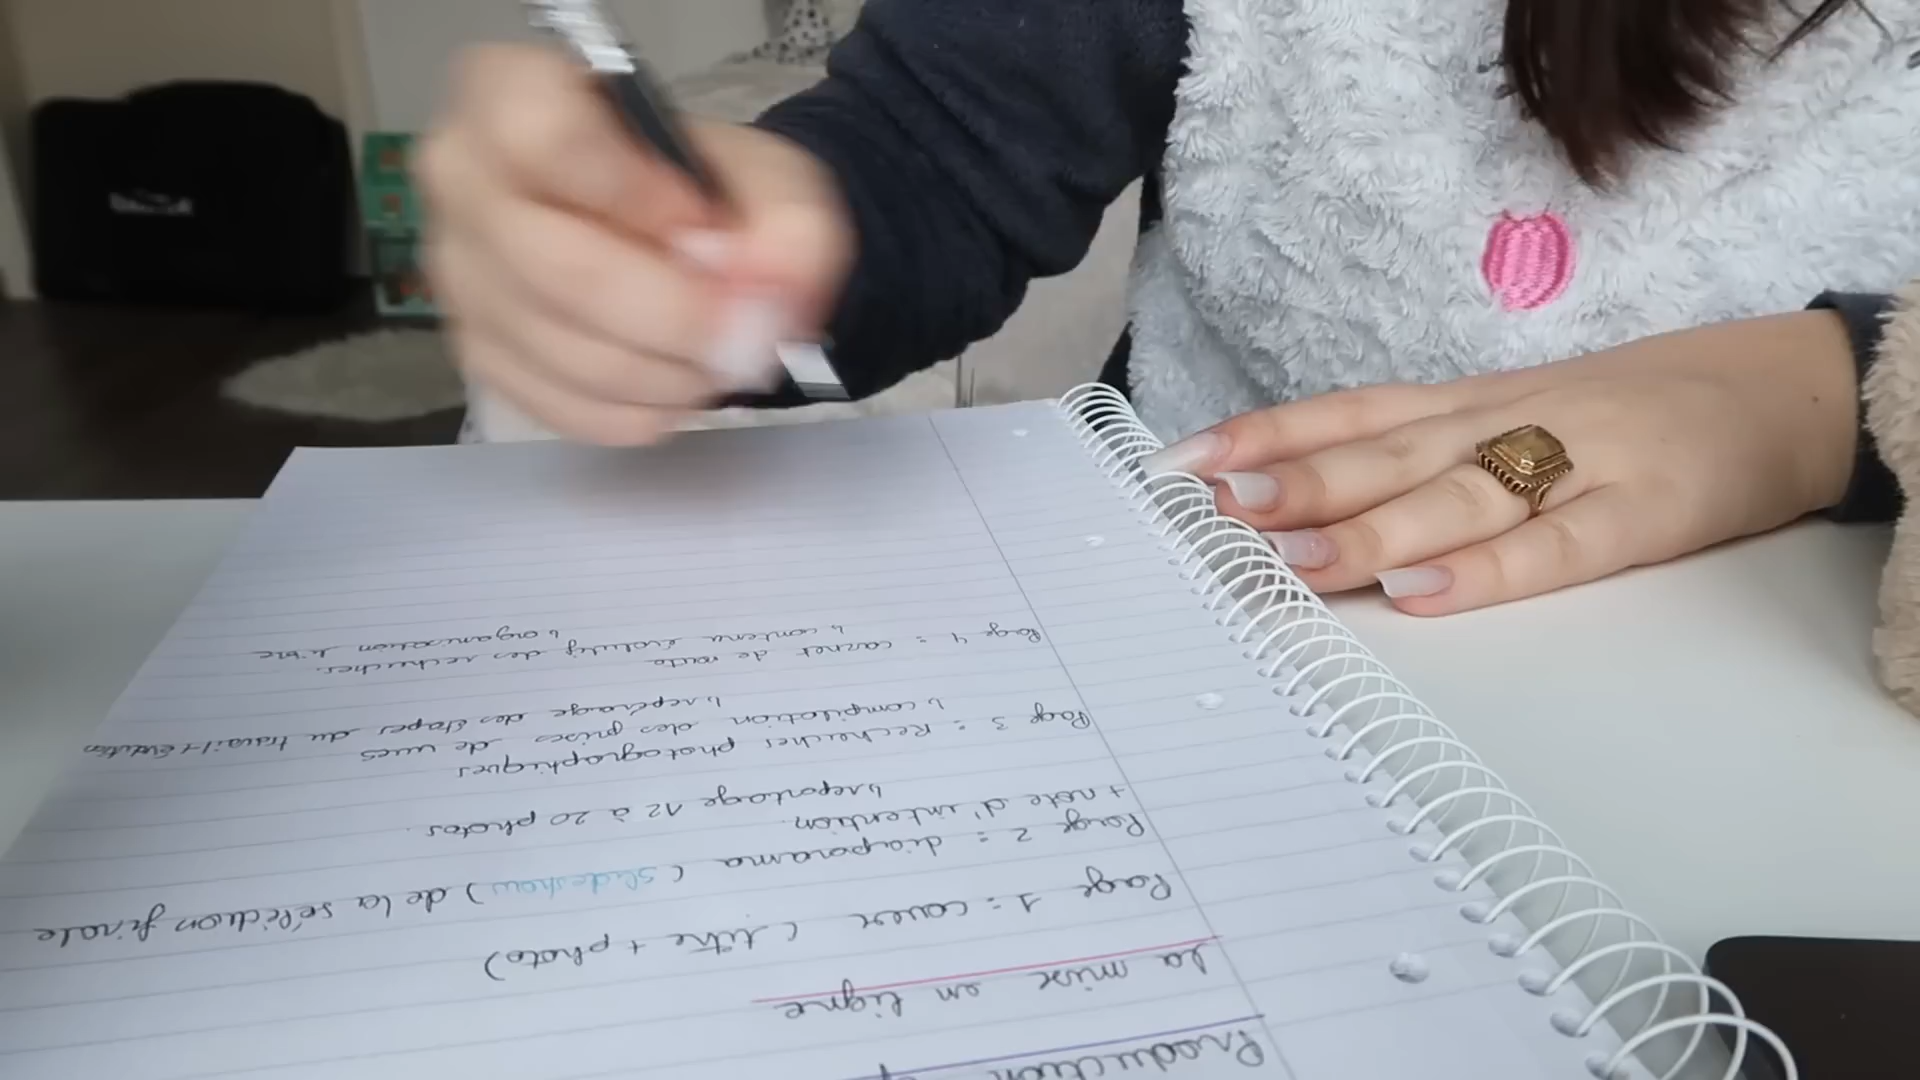 Production
La mise en ligne
Page 1 = cover (titre + photo)
Page 2 = diaporama (Slideshow) de la sélection finale
+ note d'intention.
↳ reportage 12 à 20 photos.
Page 3 = Recherches photographiques
↳ compilation des prises de vues
↳ repérage des étapes du travail + évolution
Page 4 = carnet de route
↳ contenu évolutif des recherches.
↳ organisation libre